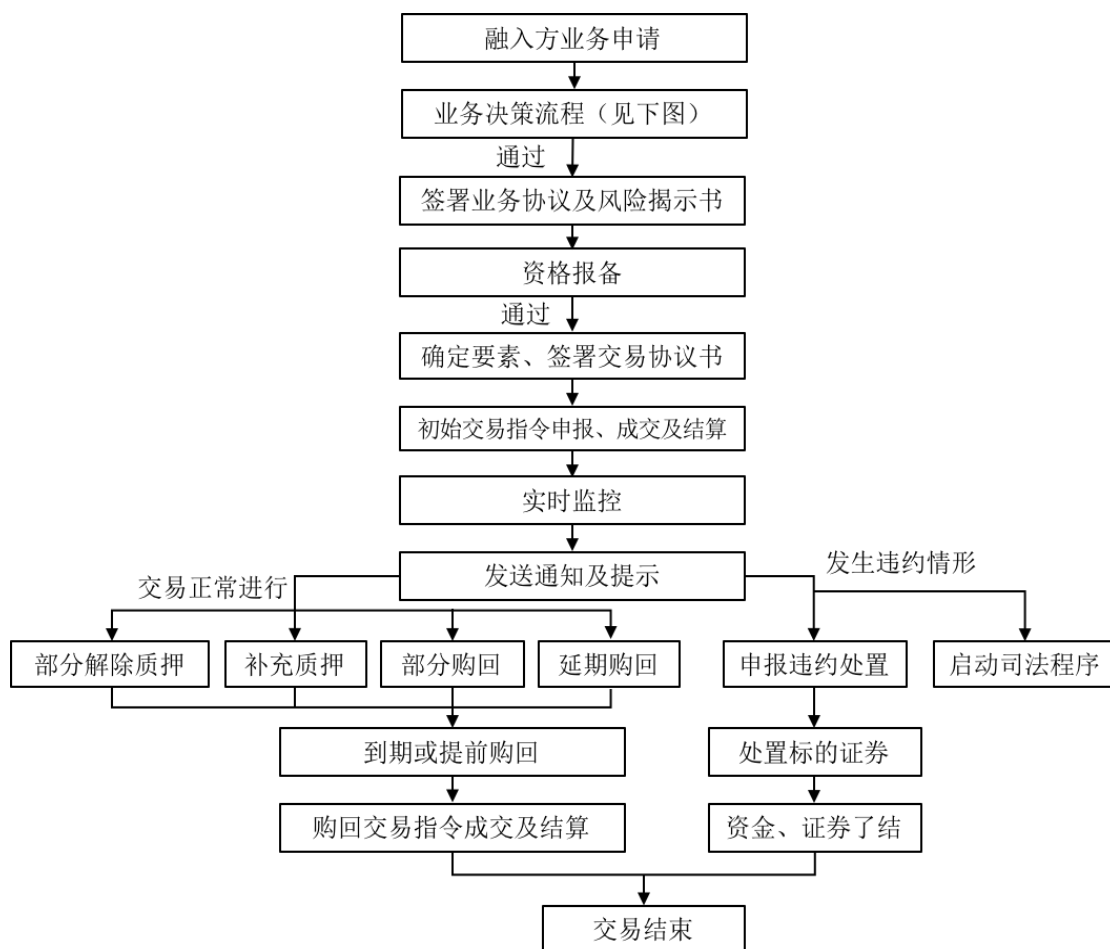 融入方业务申请
业务决策流程（见下图）
通过
签署业务协议及风险揭示书
资格报备
通过
确定要素、签署交易协议书
初始交易指令申报、成交及结算
实时监控
发送通知及提示
发生违约情形
交易正常进行
部分解除质押
补充质押
部分购回
延期购回
申报违约处置
启动司法程序
到期或提前购回
处置标的证券
购回交易指令成交及结算
资金、证券了结
交易结束